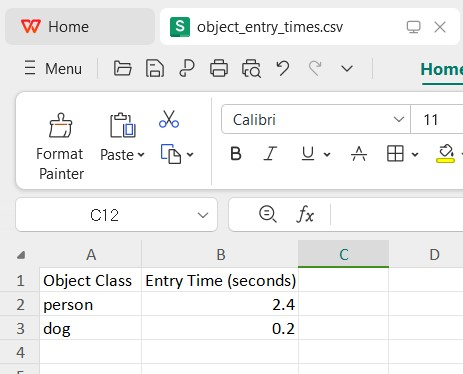 Home
object_entry_times.csv
Menu
Home
Format Painter
Paste
Calibri
11
B I U A
C12
fx
A B C D
1 Object Class Entry Time (seconds)
2 person 2.4
3 dog 0.2
4